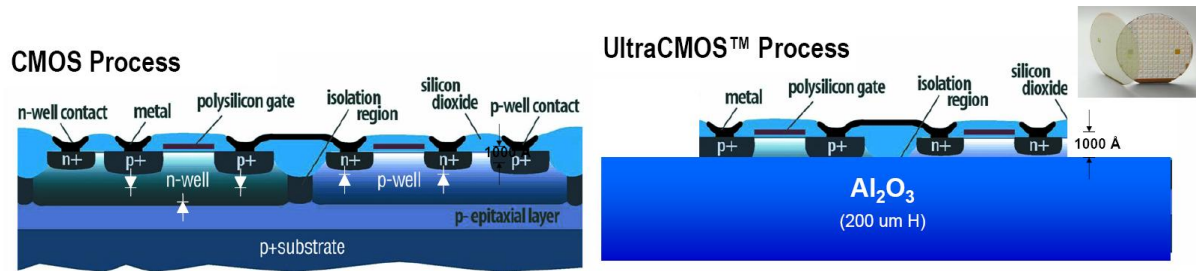 CMOS Process
n-well contact
metal
polysilicon gate
isolation
region
silicon
dioxide
p-well contact
n+
p+
p+
n+
n+
p+
1000 Å
n-well
p-well
p- epitaxial layer
p+substrate
UltraCMOS™ Process
metal
polysilicon gate
isolation
region
silicon
dioxide
p+
p+
n+
n+
1000 Å
Al₂O₃
(200 um H)